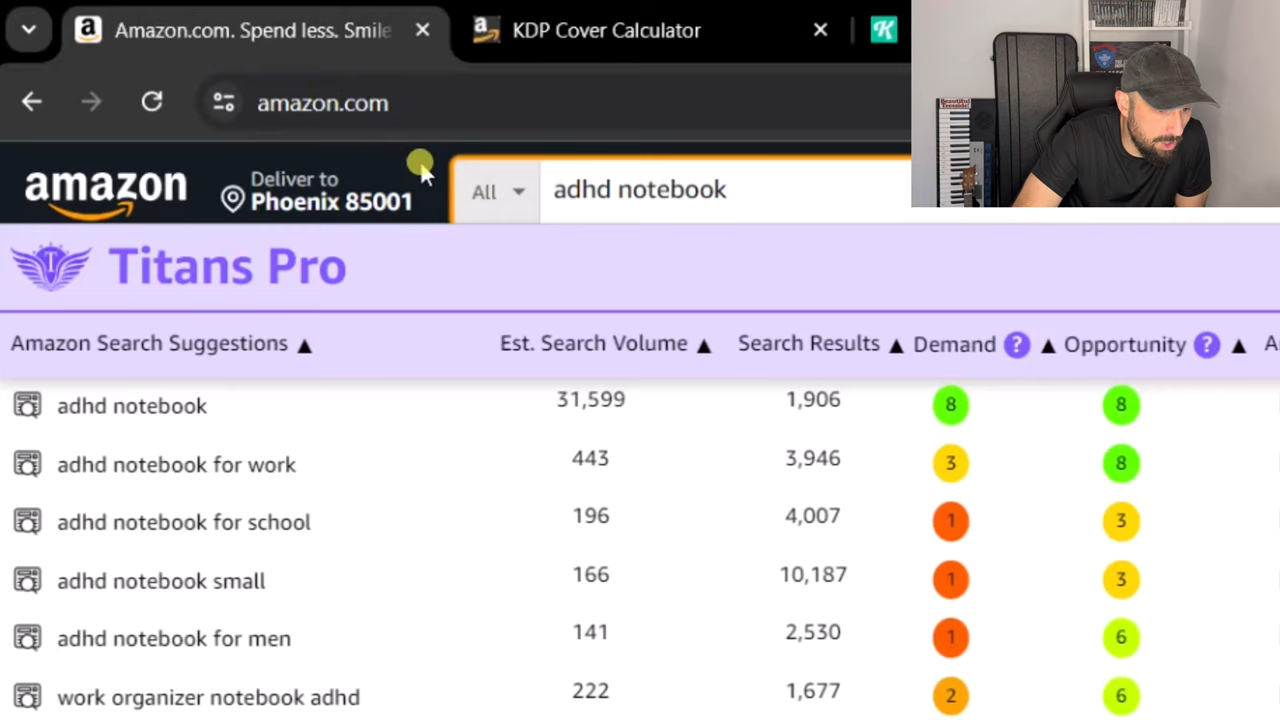 Amazon.com. Spend less. Smile
KDP Cover Calculator
K
amazon.com
amazon
Deliver to
Phoenix 85001
All
adhd notebook
Beautiful
Titans Pro
Amazon Search Suggestions ▲ Est. Search Volume ▲ Search Results ▲ Demand ? ▲ Opportunity ? ▲ A
adhd notebook 31,599 1,906 8 8
adhd notebook for work 443 3,946 3 8
adhd notebook for school 196 4,007 1 3
adhd notebook small 166 10,187 1 3
adhd notebook for men 141 2,530 1 6
work organizer notebook adhd 222 1,677 2 6